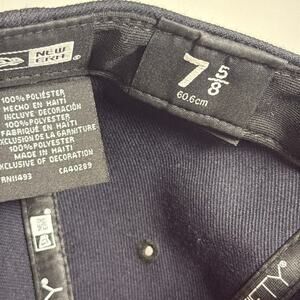 NEW ERA
7 5/8
60.6cm
100% POLIÉSTER
HECHO EN HAITI
INCLUYE DECORACIÓN
100% POLYESTER
FABRIQUÉ EN HAITI
EXCLUSION DE LA GARNITURE
100% POLYESTER
MADE IN HAITI
EXCLUSIVE OF DECORATION
RN11493 CA40289